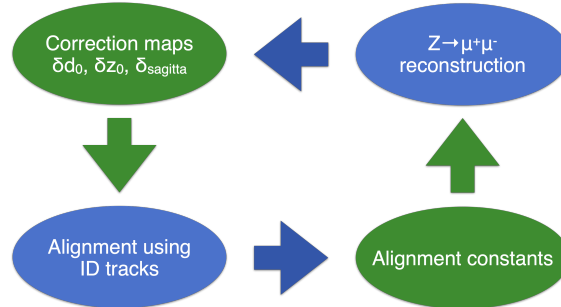 Correction maps
δd₀, δz₀, δsagitta
Z→μ⁺μ⁻
reconstruction
Alignment using
ID tracks
Alignment constants